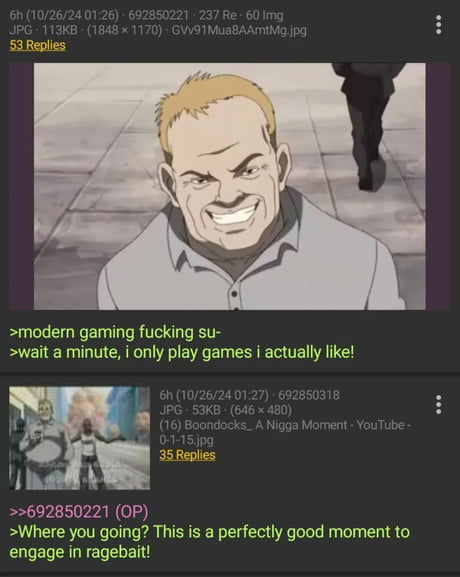 6h (10/26/24 01:26) · 692850221 · 237 Re · 60 Img
JPG · 113KB · (1848 × 1170) · GVv91Mua8AAmtMg.jpg
53 Replies
>modern gaming fucking su-
>wait a minute, i only play games i actually like!
6h (10/26/24 01:27) · 692850318
JPG · 53KB · (646 × 480)
(16) Boondocks_ A Nigga Moment - YouTube -
0-1-15.jpg
35 Replies
>>692850221 (OP)
>Where you going? This is a perfectly good moment to
engage in ragebait!